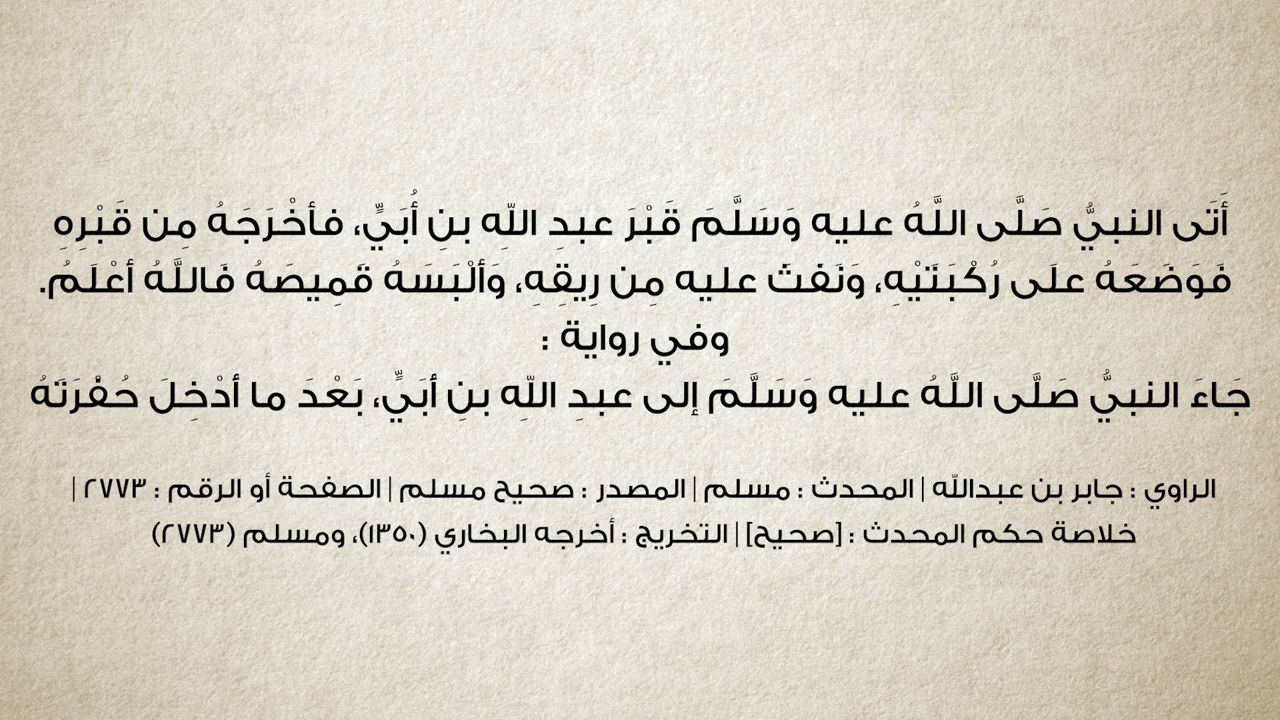 أَتَى النبيُّ صَلَّى اللَّهُ عليه وَسَلَّمَ قَبْرَ عبدِ اللَّهِ بنِ أُبَيٍّ، فأخْرَجَهُ مِن قَبْرِهِ
فَوَضَعَهُ علَى رُكْبَتَيْهِ، وَنَفَثَ عليه مِن رِيقِهِ، وَألْبَسَهُ قَمِيصَهُ فَاللَّهُ أعْلَمُ.
وفي رواية :
جَاءَ النبيُّ صَلَّى اللَّهُ عليه وَسَلَّمَ إلى عبدِ اللَّهِ بنِ أُبَيٍّ، بَعْدَ ما أُدْخِلَ حُفْرَتَهُ
الراوي : جابر بن عبدالله | المحدث : مسلم | المصدر : صحيح مسلم | الصفحة أو الرقم : ٢٧٧٣ |
خلاصة حكم المحدث : [صحيح] | التخريج : أخرجه البخاري (١٣٥٠)، ومسلم (٢٧٧٣)